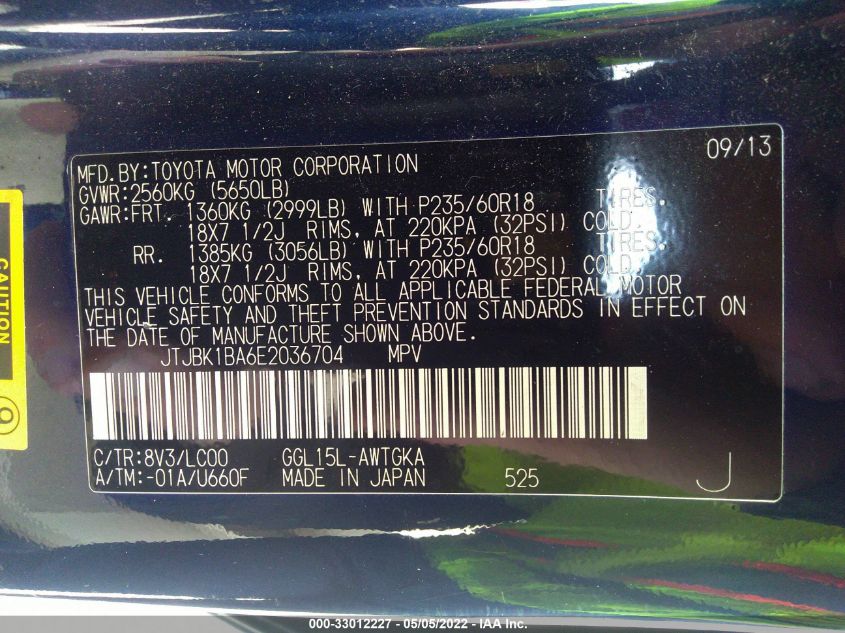 09/13
MFD.BY:TOYOTA MOTOR CORPORATION
GVWR:2560KG (5650LB)
GAWR:FRT. 1360KG (2999LB) WITH P235/60R18 TIRES.
18X7 1/2J RIMS, AT 220KPA (32PSI) COLD.
RR. 1385KG (3056LB) WITH P235/60R18 TIRES.
18X7 1/2J RIMS, AT 220KPA (32PSI) COLD.
THIS VEHICLE CONFORMS TO ALL APPLICABLE FEDERAL MOTOR
VEHICLE SAFETY AND THEFT PREVENTION STANDARDS IN EFFECT ON
THE DATE OF MANUFACTURE SHOWN ABOVE.
JTJBK1BA6E2036704 MPV
C/TR:8V3/LC00 GGL15L-AWTGKA
A/TM:-01A/U660F MADE IN JAPAN 525 J
CAUTION
000-33012227 - 05/05/2022 - IAA Inc.